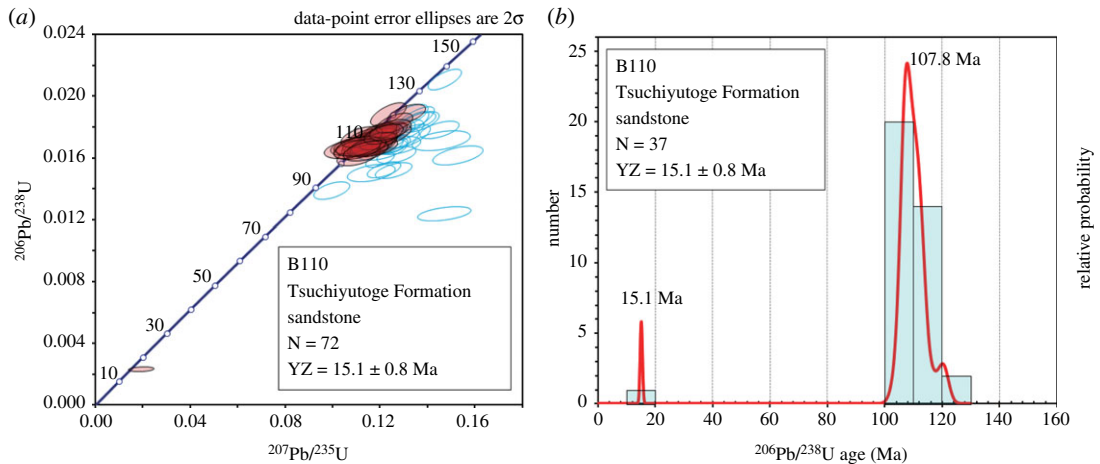 (a)
data-point error ellipses are 2σ
0.024
0.020
0.016
0.012
0.008
0.004
0.000
²⁰⁶Pb/²³⁸U
150
130
110
90
70
50
30
10
B110
Tsuchiyutoge Formation
sandstone
N = 72
YZ = 15.1 ± 0.8 Ma
0.00 0.04 0.08 0.12 0.16
²⁰⁷Pb/²³⁵U
(b)
25
20
15
10
5
0
number
B110
Tsuchiyutoge Formation
sandstone
N = 37
YZ = 15.1 ± 0.8 Ma
107.8 Ma
15.1 Ma
relative probability
0 20 40 60 80 100 120 140 160
²⁰⁶Pb/²³⁸U age (Ma)